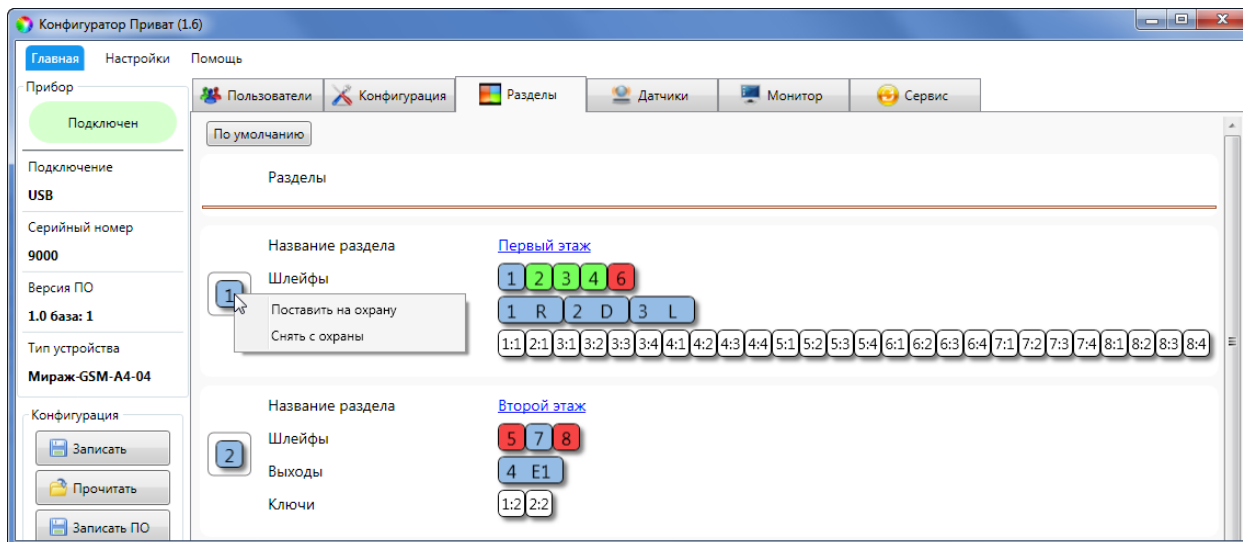 Конфигуратор Приват (1.6)
Главная Настройки Помощь
Прибор
Подключен
Подключение
USB
Серийный номер
9000
Версия ПО
1.0 база: 1
Тип устройства
Мираж-GSM-A4-04
Конфигурация
Записать
Прочитать
Записать ПО
Пользователи Конфигурация Разделы Датчики Монитор Сервис
По умолчанию
Разделы
1
Название раздела Первый этаж
Шлейфы 1 2 3 4 6
1 R 2 D 3 L
1:1 2:1 3:1 3:2 3:3 3:4 4:1 4:2 4:3 4:4 5:1 5:2 5:3 5:4 6:1 6:2 6:3 6:4 7:1 7:2 7:3 7:4 8:1 8:2 8:3 8:4
Поставить на охрану
Снять с охраны
2
Название раздела Второй этаж
Шлейфы 5 7 8
Выходы 4 E1
Ключи 1:2 2:2